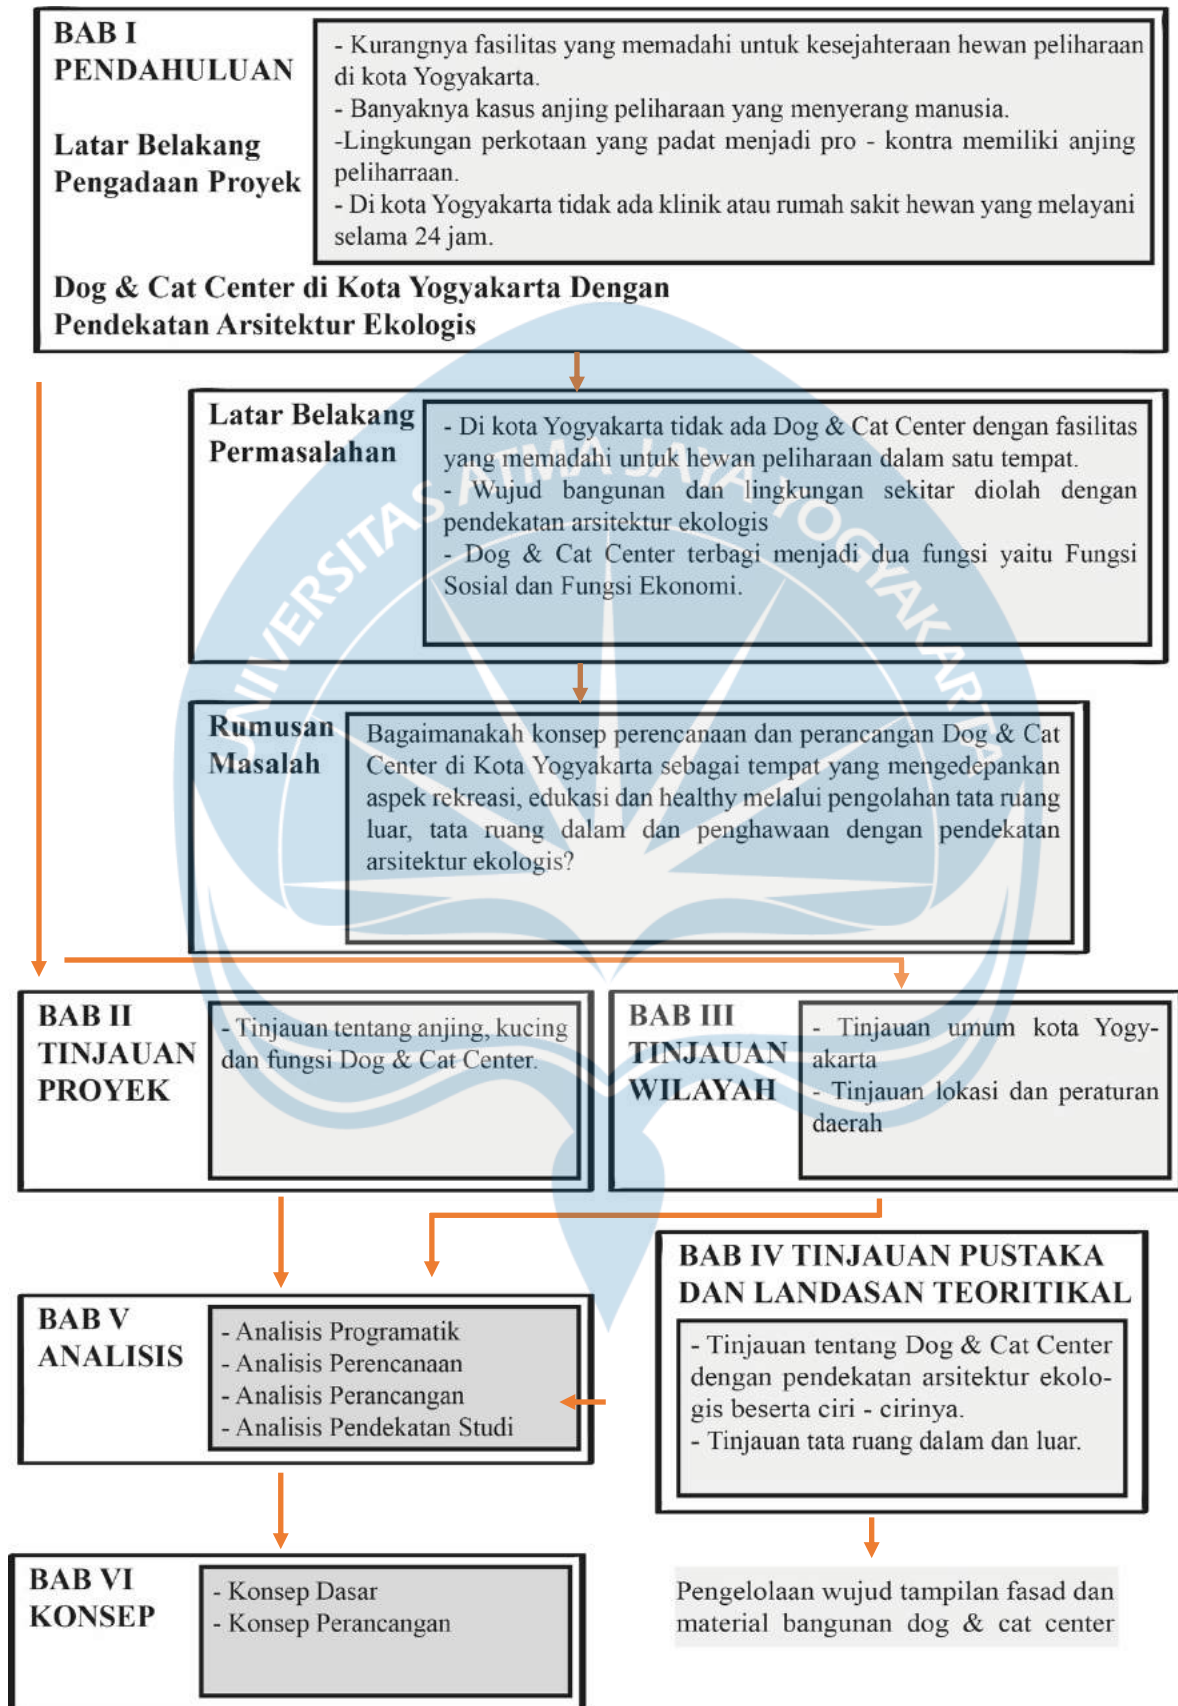 BAB I
PENDAHULUAN
Latar Belakang
Pengadaan Proyek
- Kurangnya fasilitas yang memadahi untuk kesejahteraan hewan peliharaan
di kota Yogyakarta.
- Banyaknya kasus anjing peliharaan yang menyerang manusia.
-Lingkungan perkotaan yang padat menjadi pro - kontra memiliki anjing
peliharraan.
- Di kota Yogyakarta tidak ada klinik atau rumah sakit hewan yang melayani
selama 24 jam.
Dog & Cat Center di Kota Yogyakarta Dengan
Pendekatan Arsitektur Ekologis
Latar Belakang
Permasalahan
- Di kota Yogyakarta tidak ada Dog & Cat Center dengan fasilitas
yang memadahi untuk hewan peliharaan dalam satu tempat.
- Wujud bangunan dan lingkungan sekitar diolah dengan
pendekatan arsitektur ekologis
- Dog & Cat Center terbagi menjadi dua fungsi yaitu Fungsi
Sosial dan Fungsi Ekonomi.
UNIVERSITAS ATMA JAYA YOGYAKARTA
Rumusan
Masalah
Bagaimanakah konsep perencanaan dan perancangan Dog & Cat
Center di Kota Yogyakarta sebagai tempat yang mengedepankan
aspek rekreasi, edukasi dan healthy melalui pengolahan tata ruang
luar, tata ruang dalam dan penghawaan dengan pendekatan
arsitektur ekologis?
BAB II
TINJAUAN
PROYEK
- Tinjauan tentang anjing, kucing
dan fungsi Dog & Cat Center.
BAB III
TINJAUAN
WILAYAH
- Tinjauan umum kota Yogy-
akarta
- Tinjauan lokasi dan peraturan
daerah
BAB IV TINJAUAN PUSTAKA
DAN LANDASAN TEORITIKAL
- Tinjauan tentang Dog & Cat Center
dengan pendekatan arsitektur ekolo-
gis beserta ciri - cirinya.
- Tinjauan tata ruang dalam dan luar.
BAB V
ANALISIS
- Analisis Programatik
- Analisis Perencanaan
- Analisis Perancangan
- Analisis Pendekatan Studi
BAB VI
KONSEP
- Konsep Dasar
- Konsep Perancangan
Pengelolaan wujud tampilan fasad dan
material bangunan dog & cat center